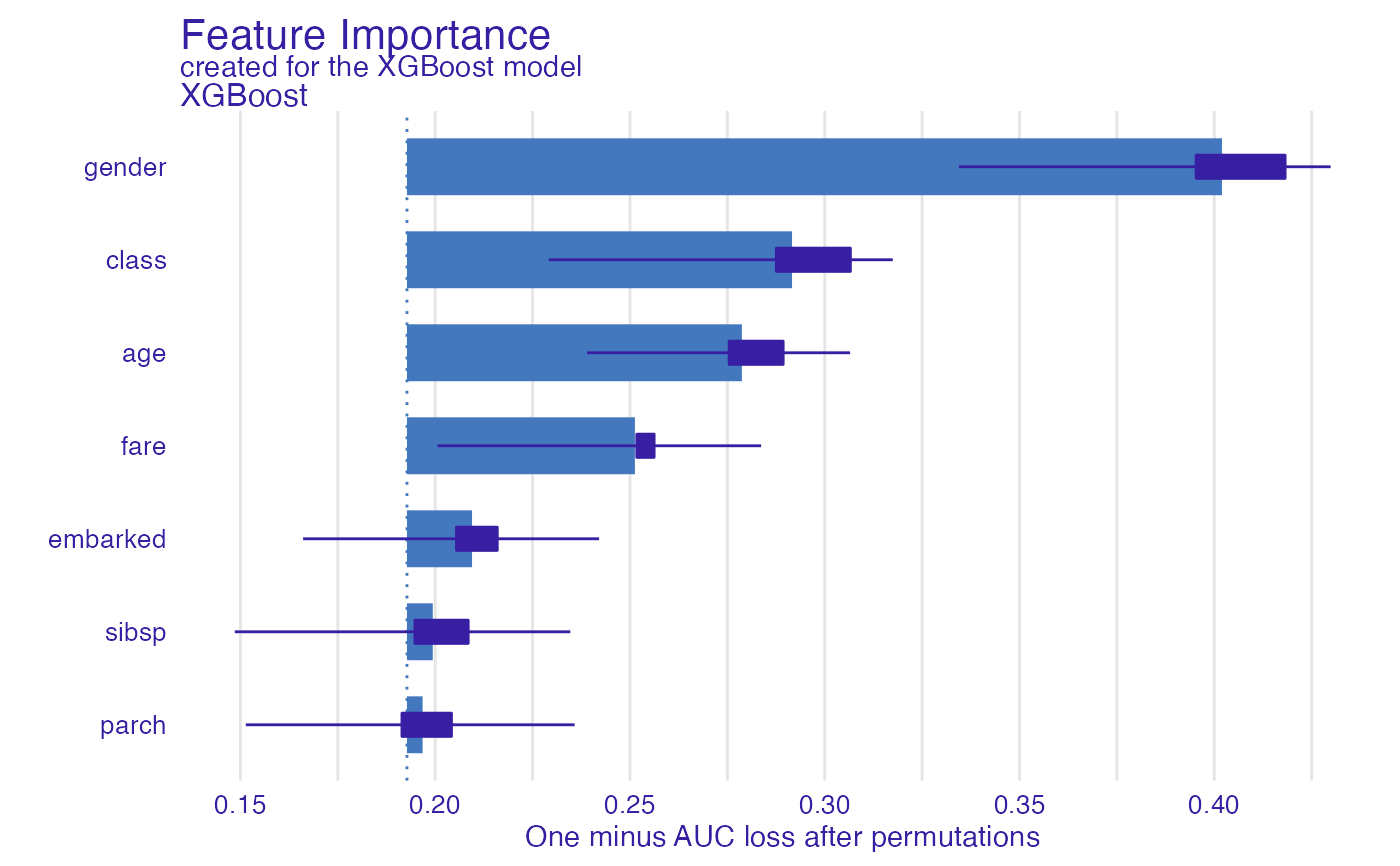 Feature Importance
created for the XGBoost model
XGBoost
gender
class
age
fare
embarked
sibsp
parch
0.15 0.20 0.25 0.30 0.35 0.40
One minus AUC loss after permutations